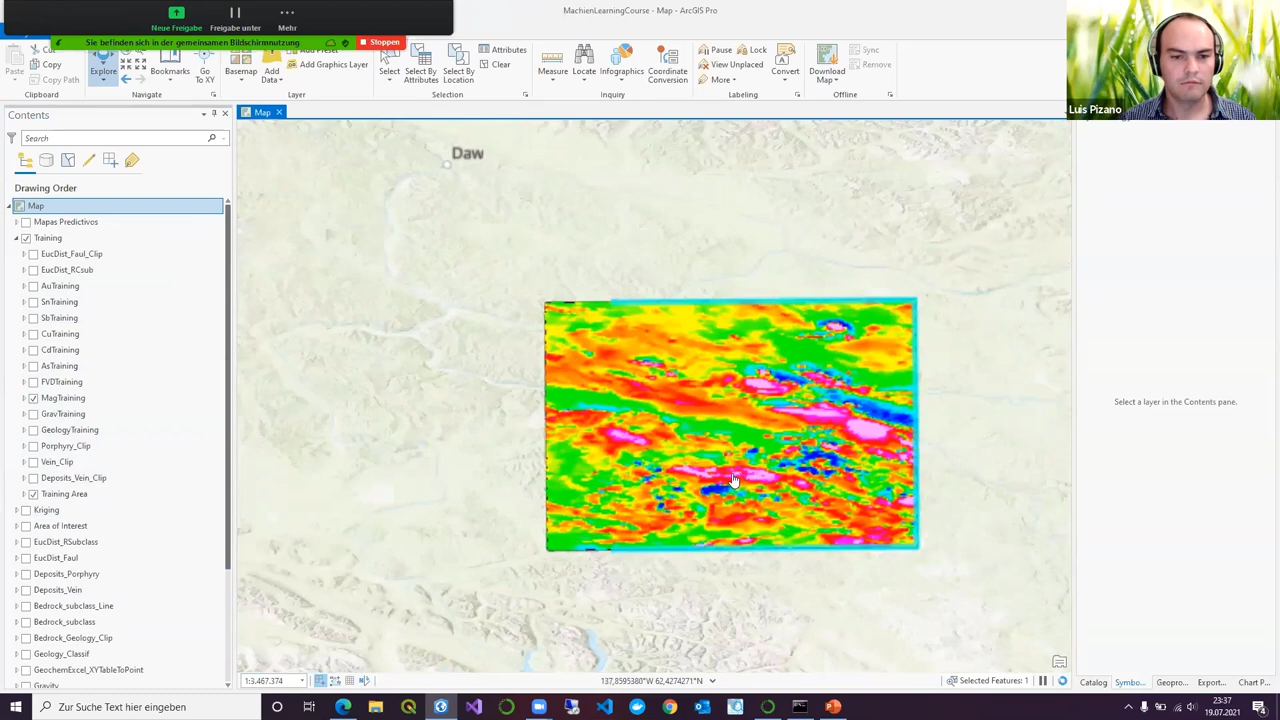 MachienLearningCourse - Map - ArcGIS Pro
Neue Freigabe
Freigabe unter
Mehr
Sie befinden sich in der gemeinsamen Bildschirmnutzung
Stoppen
Luis Pizano
Paste
Cut
Copy
Copy Path
Clipboard
Explore
Bookmarks
Go
To XY
Navigate
Basemap
Add
Data
Add Preset
Add Graphics Layer
Layer
Select
Select By
Attributes
Select By
Location
Attributes
Clear
Selection
Measure
Locate
Infographics
Coordinate
Conversion
Inquiry
Pause
Lock
View Unplaced
More
Convert
Labeling
Download
Map
Sync
Remove
Offline
Contents
Search
Drawing Order
Map
Mapas Predictivos
Training
EucDist_Faul_Clip
EucDist_RCsub
AuTraining
SnTraining
SbTraining
CuTraining
CdTraining
AsTraining
FVDTraining
MagTraining
GravTraining
GeologyTraining
Porphyry_Clip
Vein_Clip
Deposits_Vein_Clip
Training Area
Kriging
Area of Interest
EucDist_RSubclass
EucDist_Faul
Deposits_Porphyry
Deposits_Vein
Bedrock_subclass_Line
Bedrock_subclass
Bedrock_Geology_Clip
Geology_Classif
GeochemExcel_XYTableToPoint
Gravity
Map
Daw
Select a layer in the Contents pane.
1:3.467.374
137,8595380°W 62,4274271°N
Selected Features: 1
Catalog
Symbo...
Geopro...
Export...
Chart P...
Zur Suche Text hier eingeben
23:37
19.07.2021